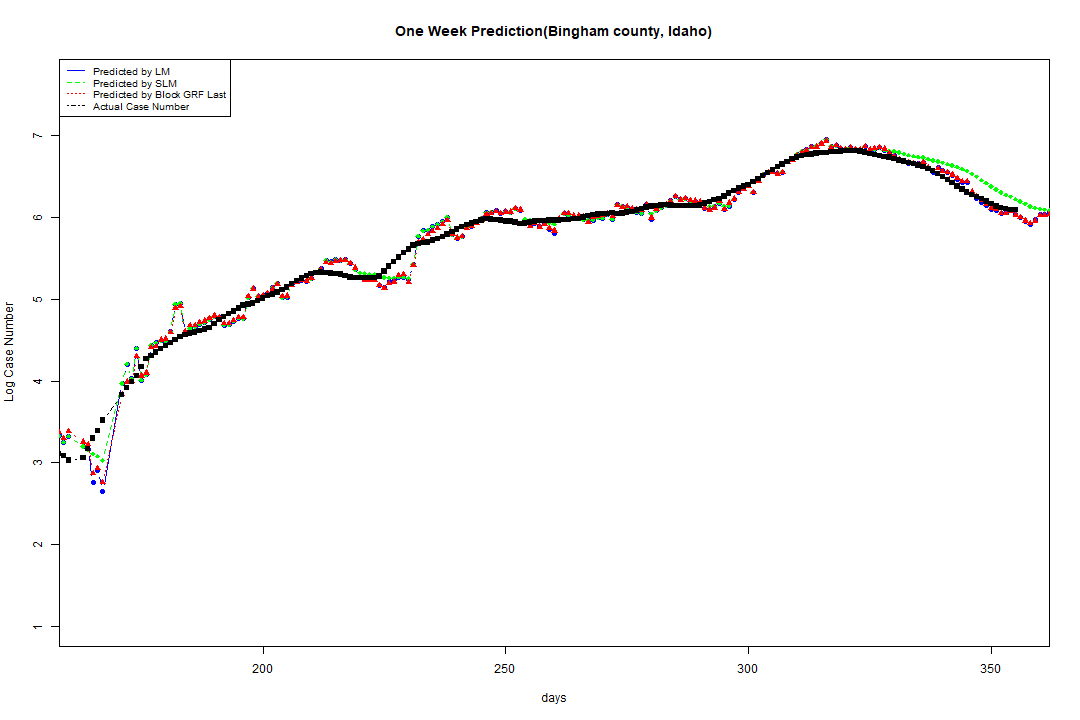 One Week Prediction(Bingham county, Idaho)
Predicted by LM
Predicted by SLM
Predicted by Block GRF Last
Actual Case Number
7
6
5
4
3
2
1
Log Case Number
200 250 300 350
days